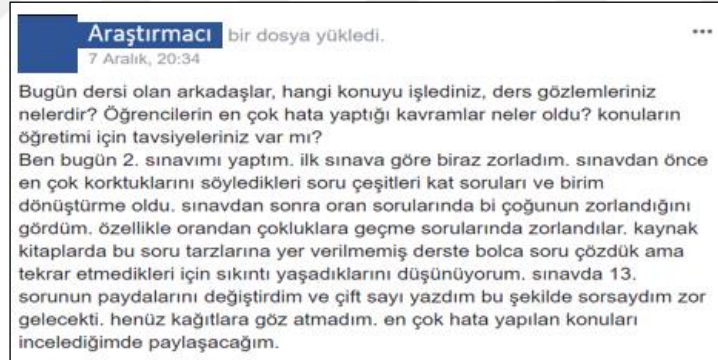 Araştırmacı bir dosya yükledi.
7 Aralık, 20:34
Bugün dersi olan arkadaşlar, hangi konuyu işlediniz, ders gözlemleriniz
nelerdir? Öğrencilerin en çok hata yaptığı kavramlar neler oldu? konuların
öğretimi için tavsiyeleriniz var mı?
Ben bugün 2. sınavımı yaptım. ilk sınava göre biraz zorladım. sınavdan önce
en çok korktuklarını söyledikleri soru çeşitleri kat soruları ve birim
dönüştürme oldu. sınavdan sonra oran sorularında bi çoğunun zorlandığını
gördüm. özellikle orandan çokluklara geçme sorularında zorlandılar. kaynak
kitaplarda bu soru tarzlarına yer verilmemiş derste bolca soru çözdük ama
tekrar etmedikleri için sıkıntı yaşadıklarını düşünüyorum. sınavda 13.
sorunun paydalarını değiştirdim ve çift sayı yazdım bu şekilde sorsaydım zor
gelecekti. henüz kağıtlara göz atmadım. en çok hata yapılan konuları
incelediğimde paylaşacağım.